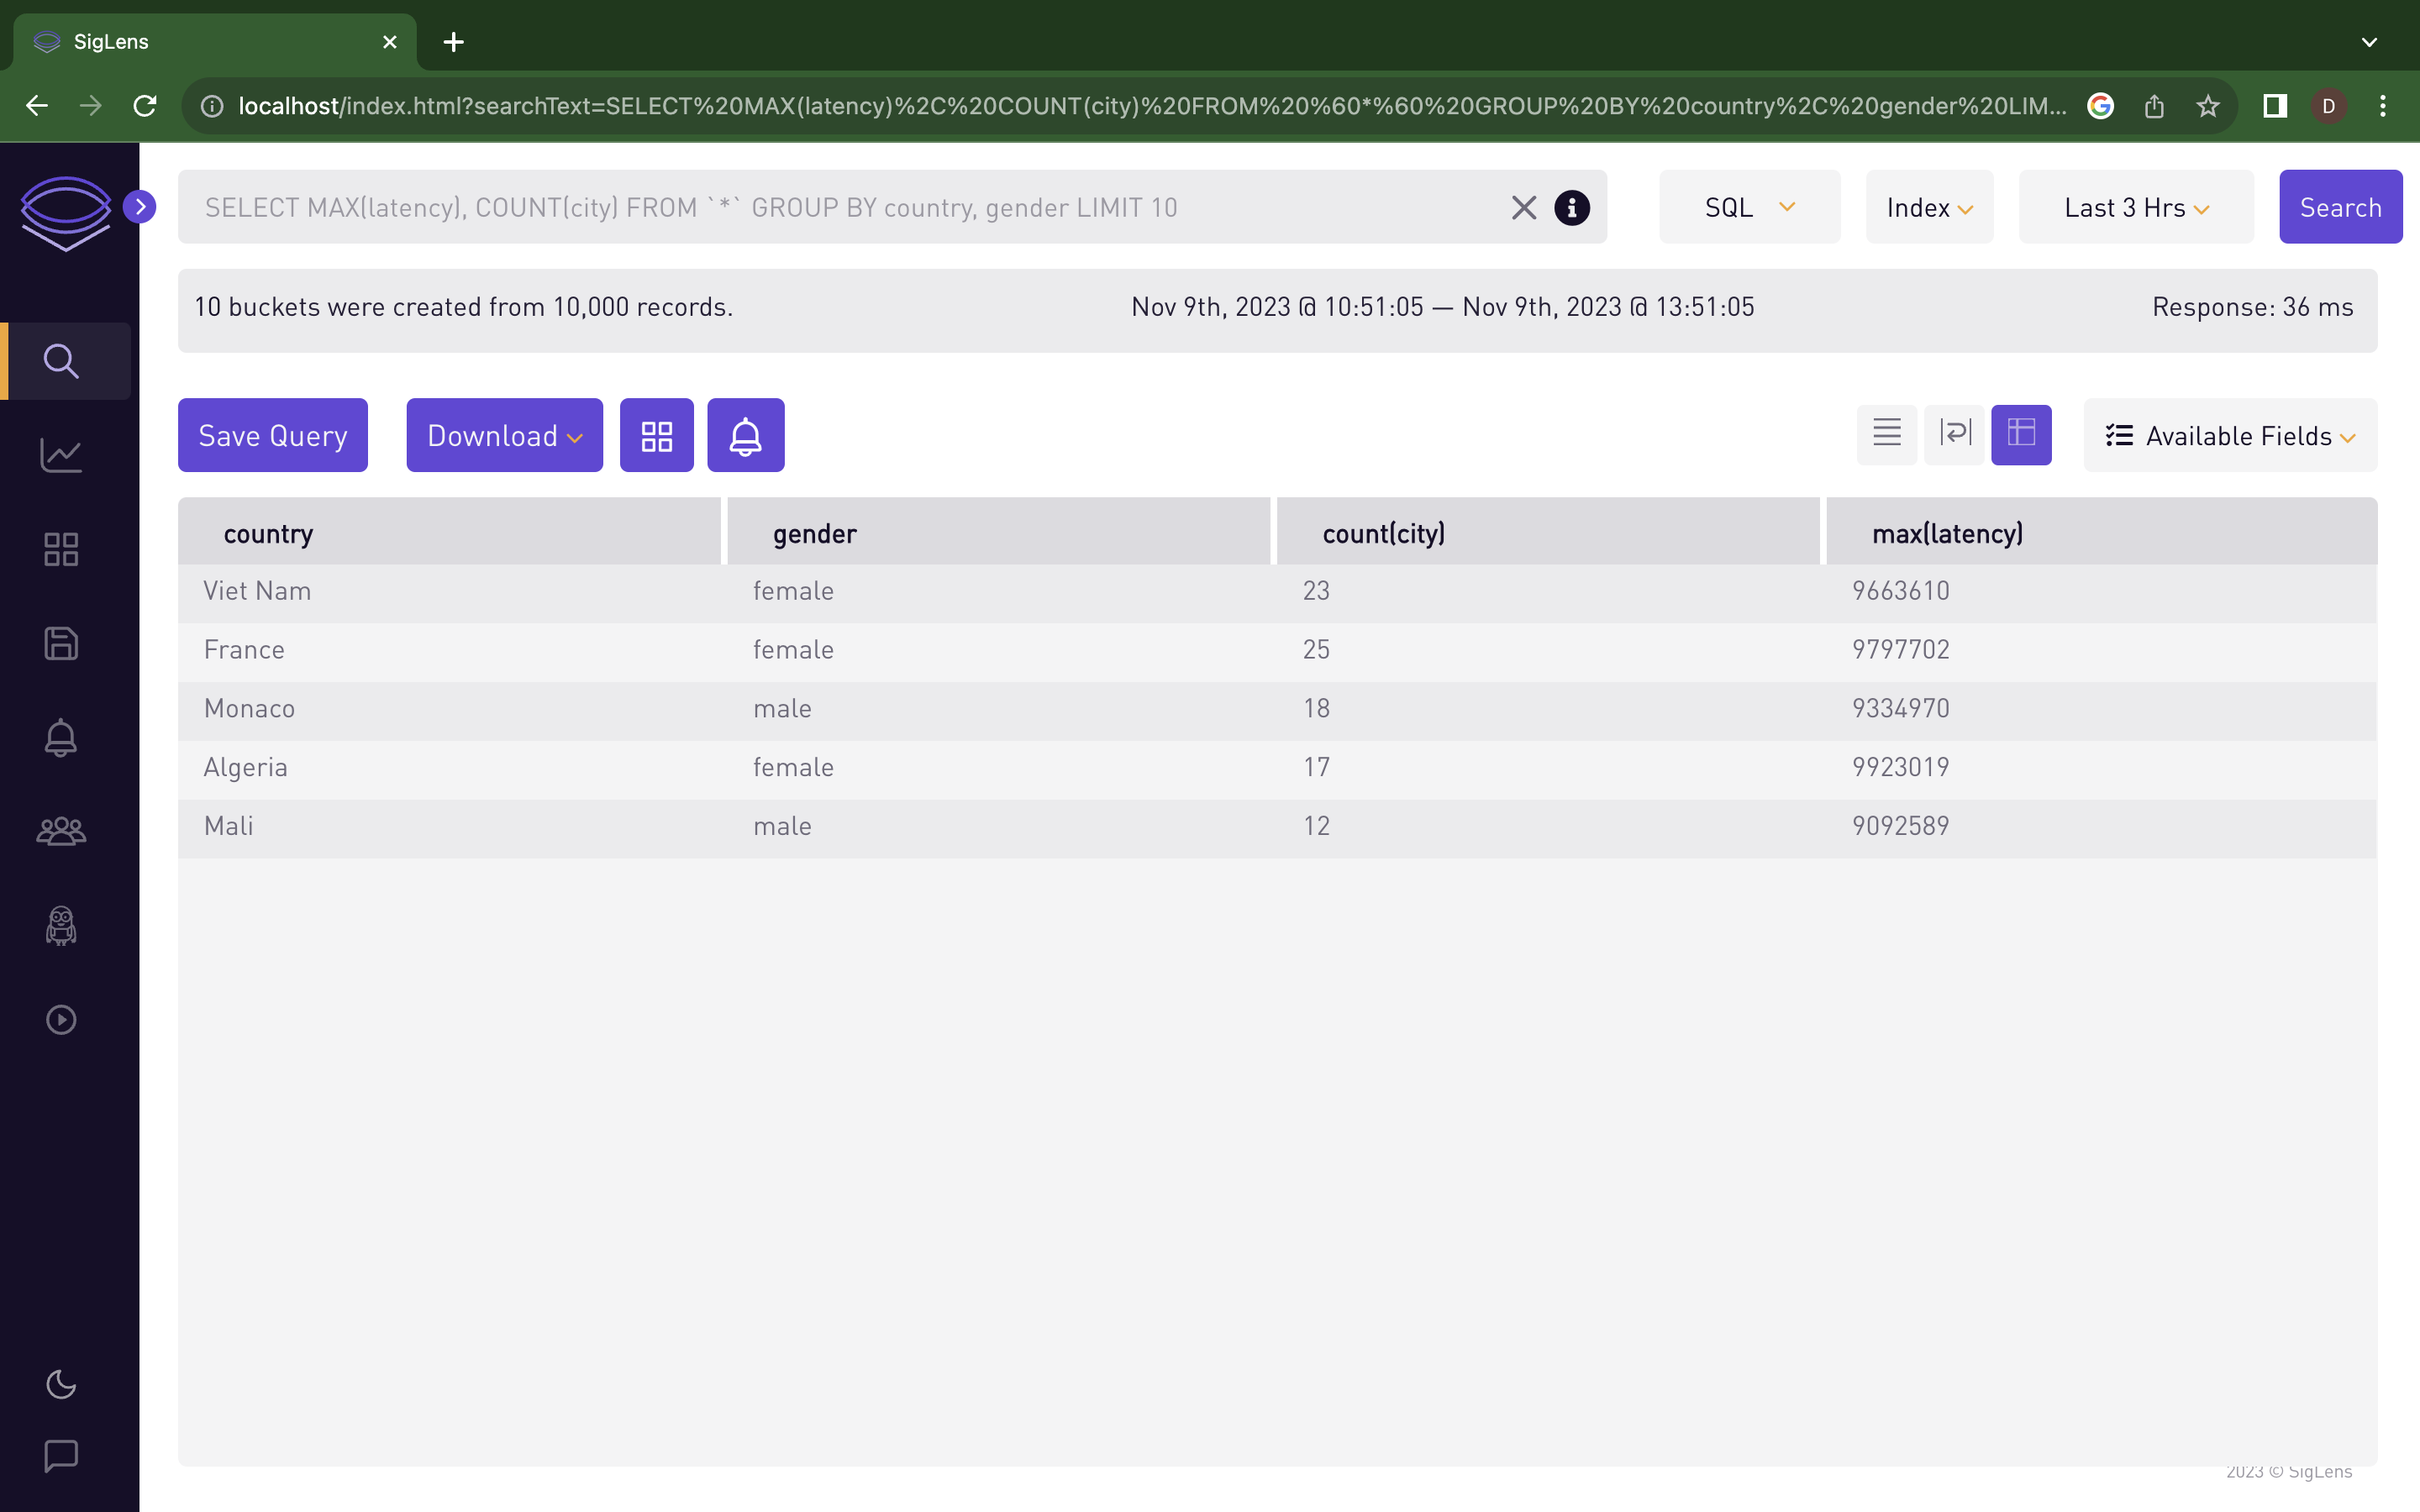 SigLens
localhost/index.html?searchText=SELECT%20MAX(latency)%2C%20COUNT(city)%20FROM%20%60*%60%20GROUP%20BY%20country%2C%20gender%20LIM...
D
SELECT MAX(latency), COUNT(city) FROM `*` GROUP BY country, gender LIMIT 10
SQL
Index
Last 3 Hrs
Search
10 buckets were created from 10,000 records.
Nov 9th, 2023 @ 10:51:05 — Nov 9th, 2023 @ 13:51:05
Response: 36 ms
Save Query
Download
Available Fields
country gender count(city) max(latency)
Viet Nam female 23 9663610
France female 25 9797702
Monaco male 18 9334970
Algeria female 17 9923019
Mali male 12 9092589
2023 © SigLens